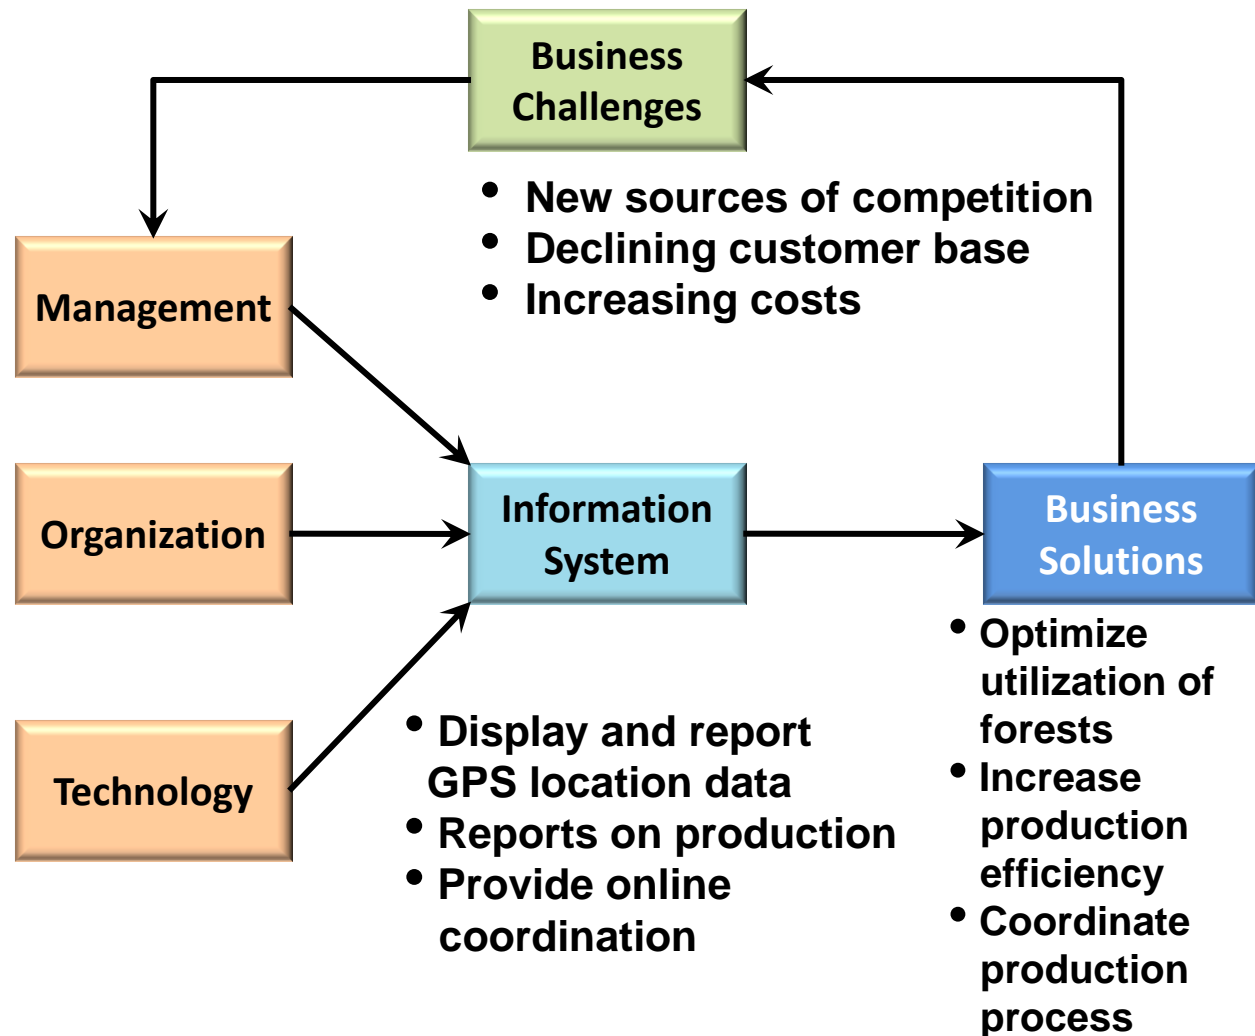 Business
Challenges
• New sources of competition
• Declining customer base
• Increasing costs
Management
Organization
Technology
Information
System
• Display and report
GPS location data
• Reports on production
• Provide online
coordination
Business
Solutions
• Optimize
utilization of
forests
• Increase
production
efficiency
• Coordinate
production
process